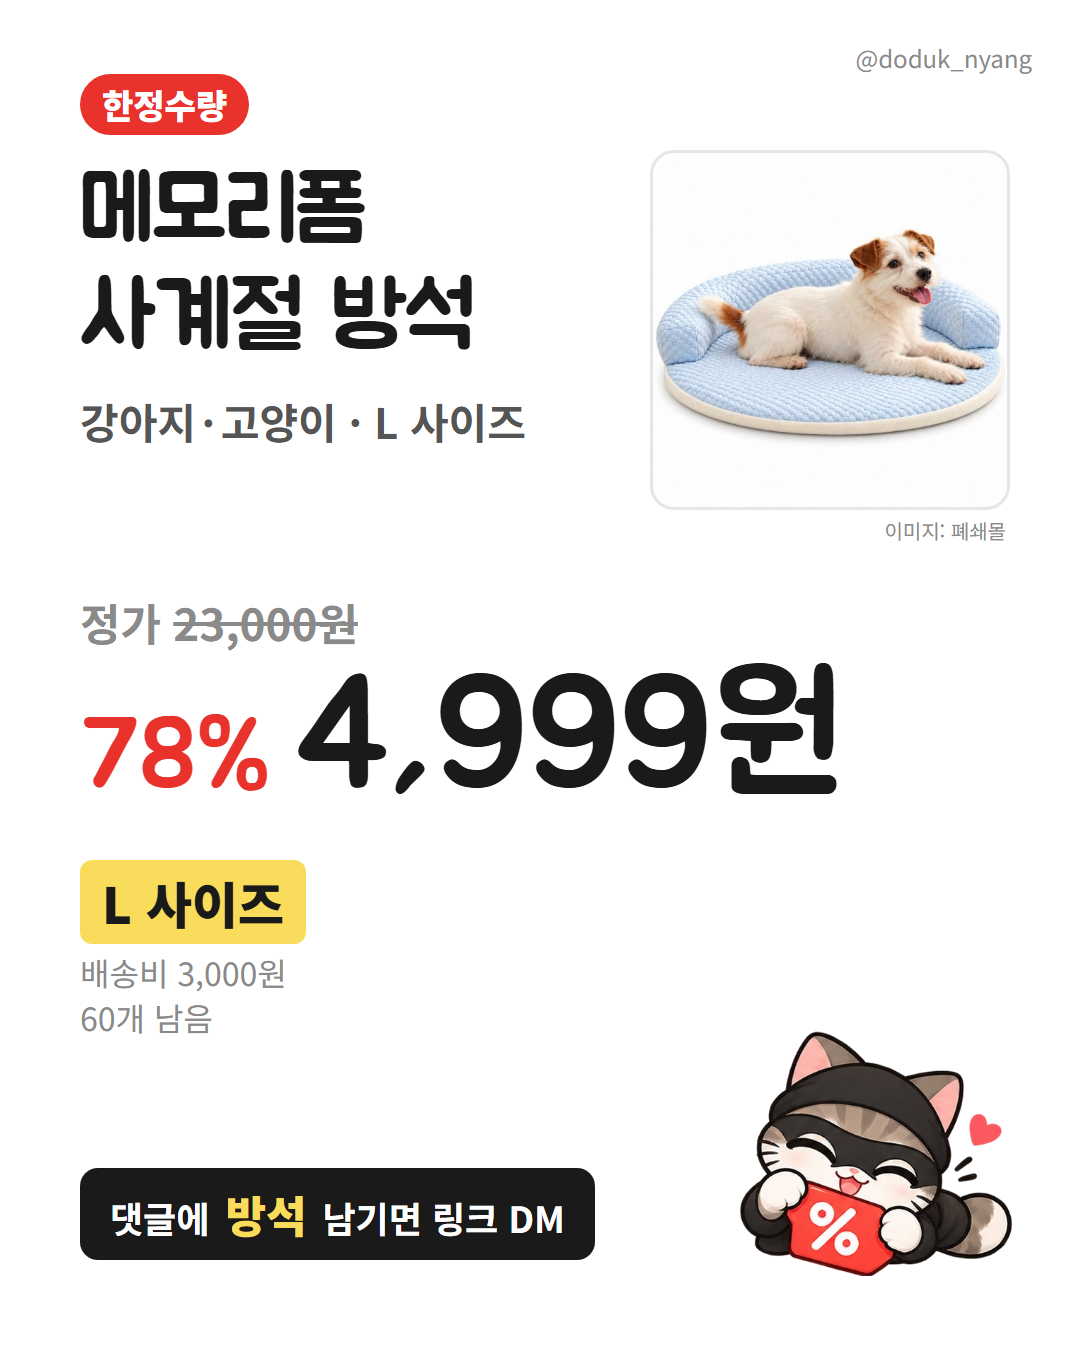 @doduk_nyang
한정수량
메모리폼
사계절 방석
강아지·고양이 · L 사이즈
이미지: 폐쇄몰
정가 23,000원
78% 4,999원
L 사이즈
배송비 3,000원
60개 남음
댓글에 방석 남기면 링크 DM
%